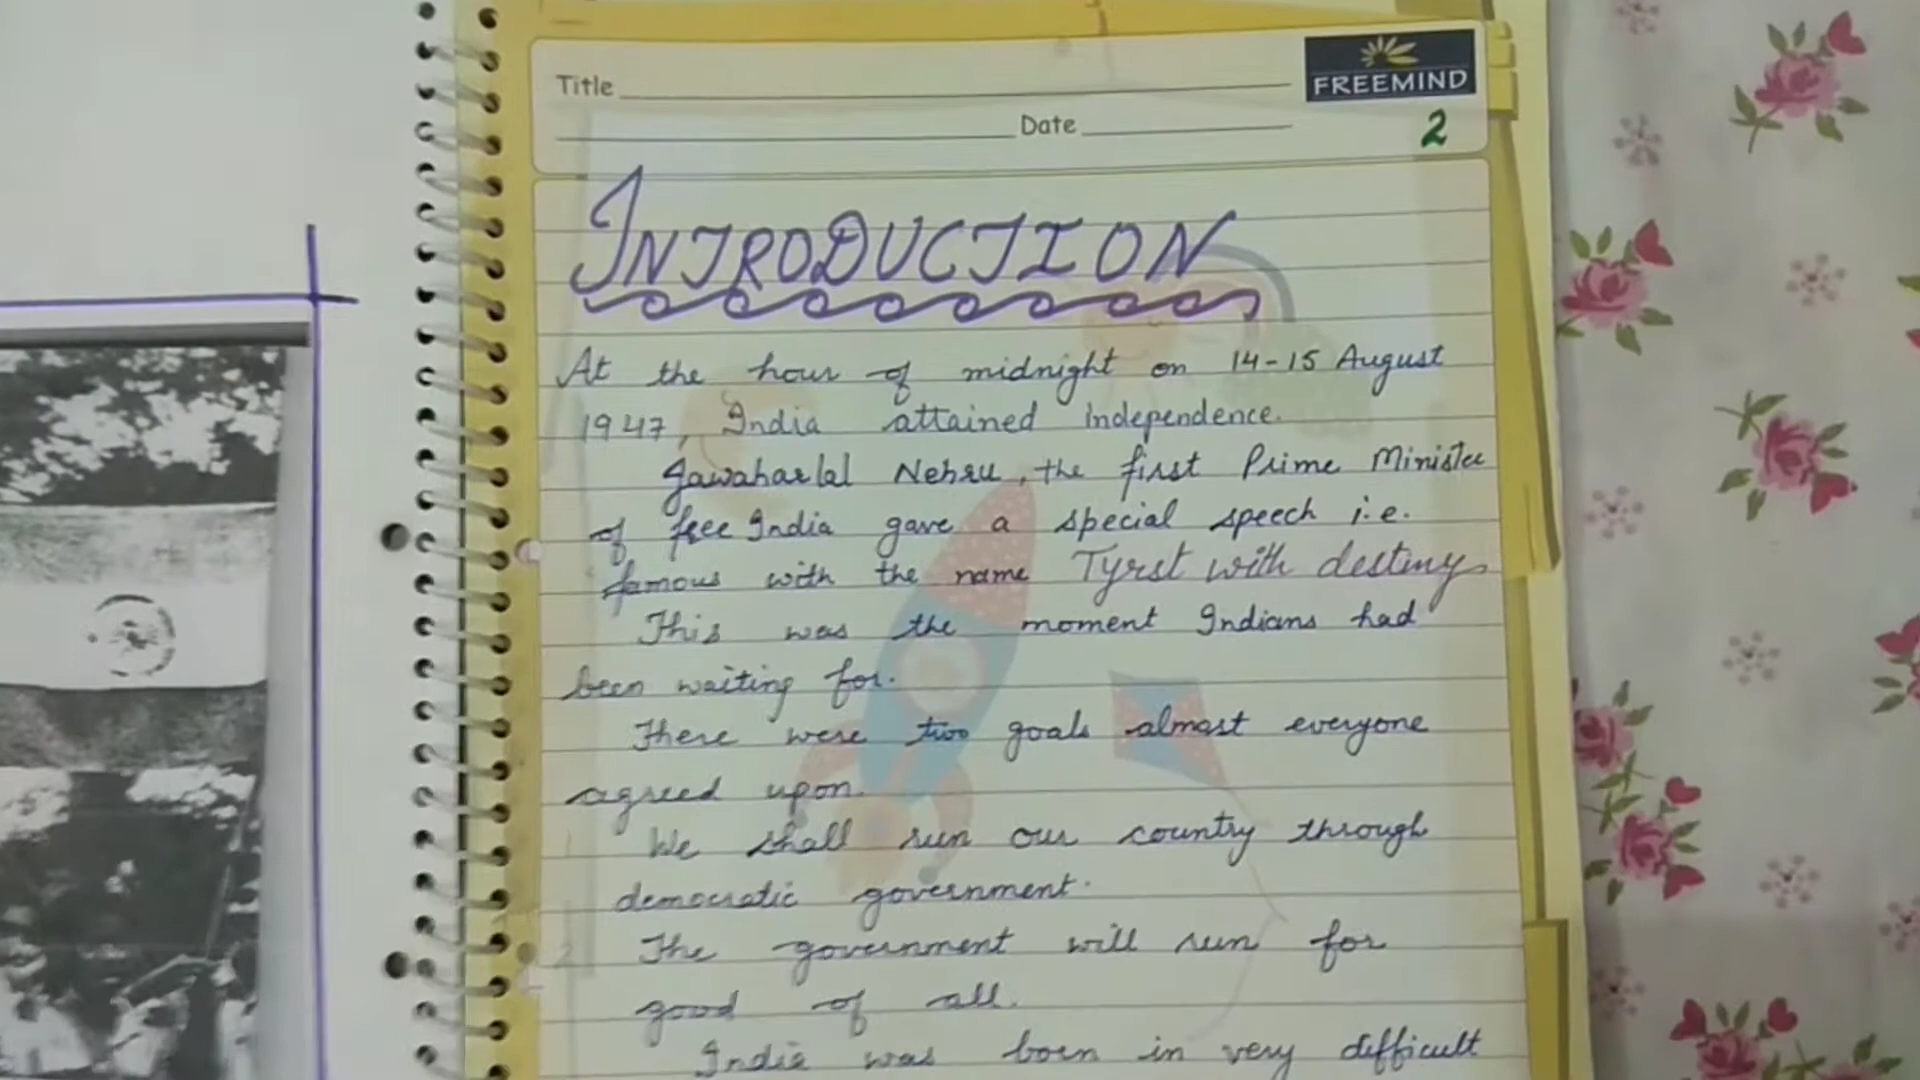 Title
FREEMIND
Date
2
INTRODUCTION
At the hour of midnight on 14-15 August
1947, India attained independence.
Jawaharlal Nehru, the first Prime Minister
of free India gave a special speech i.e.
famous with the name Tyrst with destiny.
This was the moment Indians had
been waiting for.
There were two goals almost everyone
agreed upon.
1 We shall run our country through
democratic government.
2 The government will run for
good of all.
India was born in very difficult